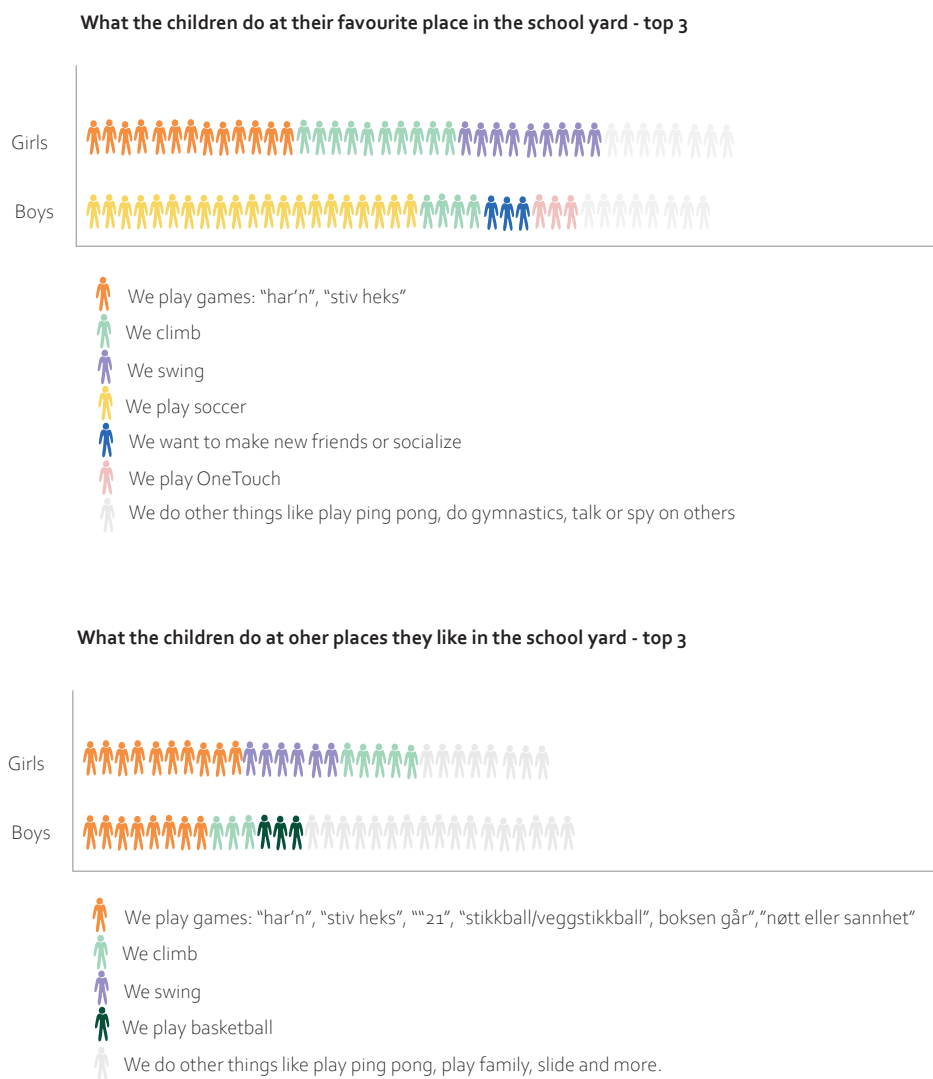 What the children do at their favourite place in the school yard - top 3
Girls
Boys
We play games: “har’n”, “stiv heks”
We climb
We swing
We play soccer
We want to make new friends or socialize
We play OneTouch
We do other things like play ping pong, do gymnastics, talk or spy on others
What the children do at oher places they like in the school yard - top 3
Girls
Boys
We play games: “har’n”, “stiv heks”, ““21”, “stikkball/veggstikkball”, boksen går”,”nøtt eller sannhet”
We climb
We swing
We play basketball
We do other things like play ping pong, play family, slide and more.